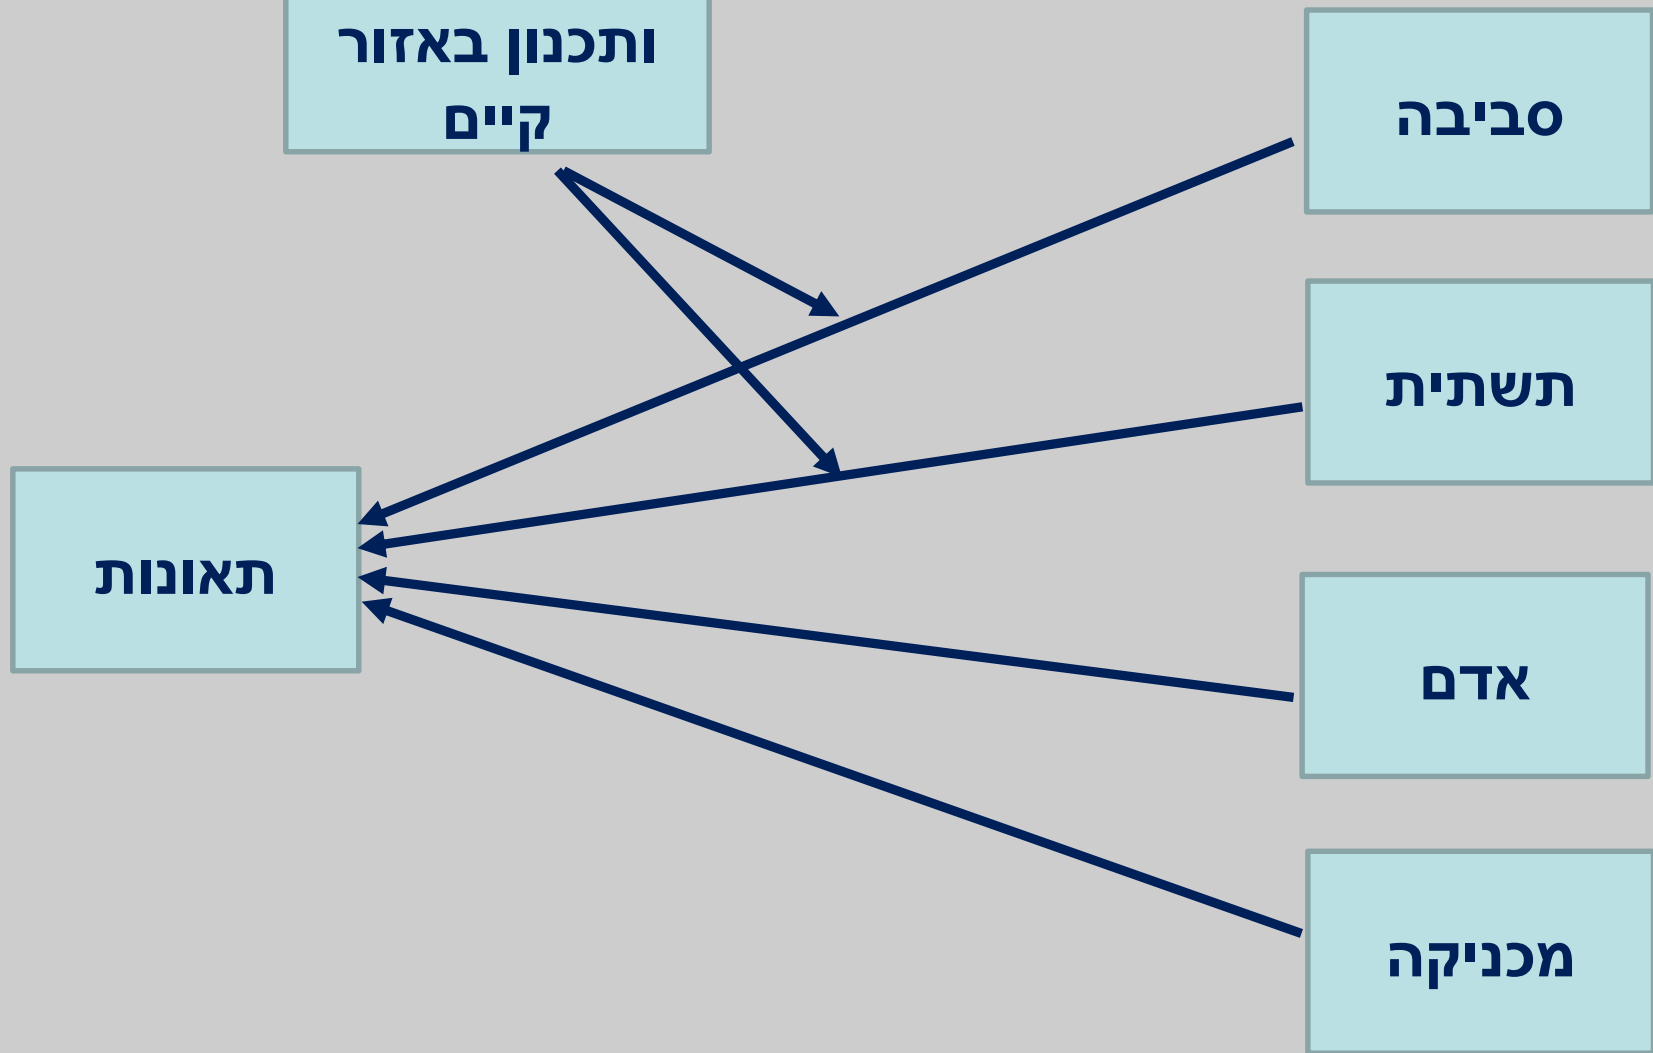 ותכנון באזור
קיים
סביבה
תשתית
תאונות
אדם
מכניקה